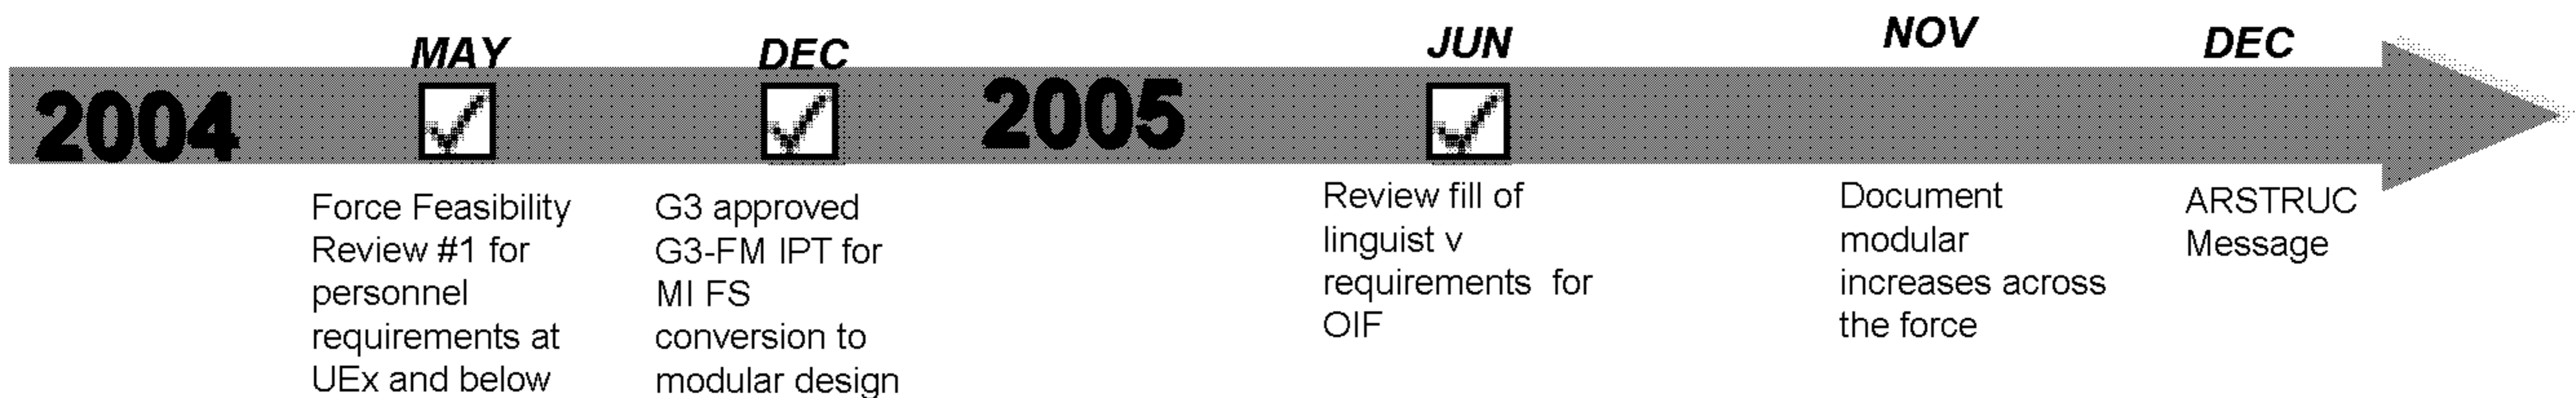 MAY
DEC
JUN
NOV
DEC
2004
2005
Force Feasibility
Review #1 for
personnel
requirements at
UEx and below
G3 approved
G3-FM IPT for
MI FS
conversion to
modular design
Review fill of
linguist v
requirements for
OIF
Document
modular
increases across
the force
ARSTRUC
Message